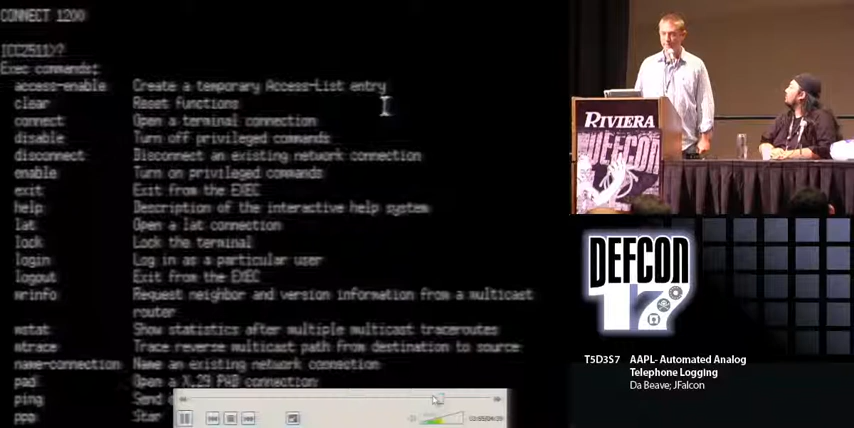 CONNECT 1200
ICC2511>?
Exec commands:
access-enable Create a temporary Access-List entry
clear Reset functions
connect Open a terminal connection
disable Turn off privileged commands
disconnect Disconnect an existing network connection
enable Turn on privileged commands
exit Exit from the EXEC
help Description of the interactive help system
lat Open a lat connection
lock Lock the terminal
login Log in as a particular user
logout Exit from the EXEC
mrinfo Request neighbor and version information from a multicast
router
mstat Show statistics after multiple multicast traceroutes
mtrace Trace reverse multicast path from destination to source
name-connection Name an existing network connection
pad Open a X.29 PAD connection
ping Send
ppp Star
RIVIERA
DEFCON
DEFCON
17
T5D3S7 AAPL- Automated Analog
Telephone Logging
Da Beave; JFalcon